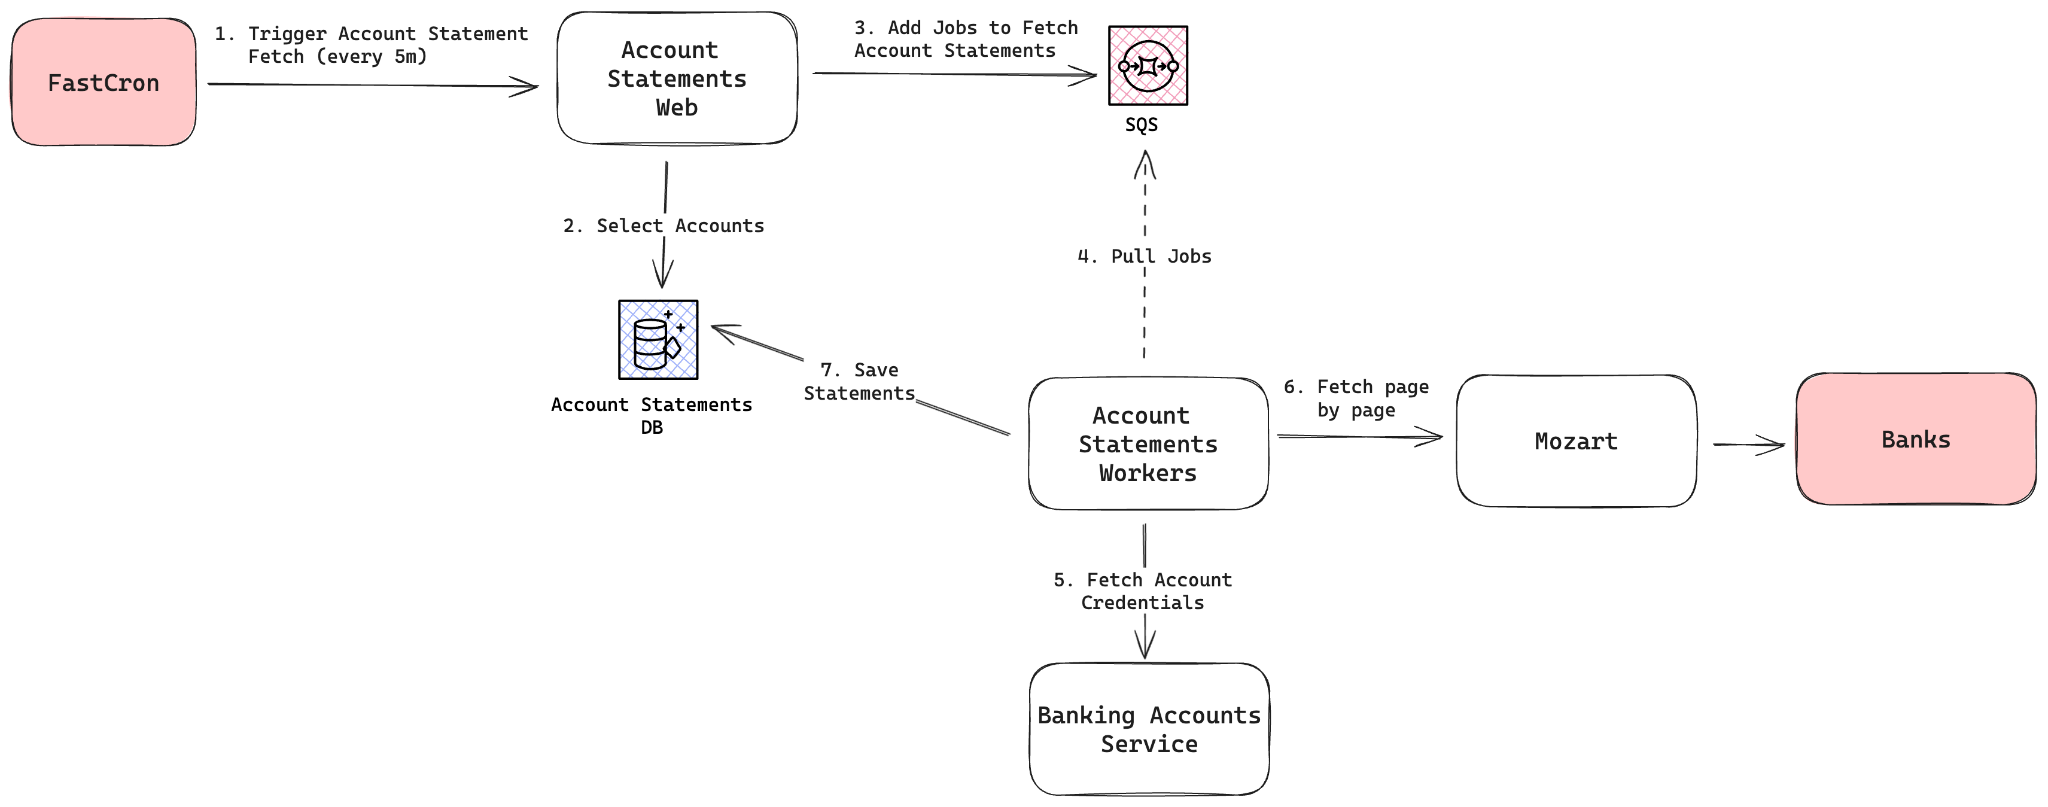 FastCron
1. Trigger Account Statement
Fetch (every 5m)
Account
Statements
Web
3. Add Jobs to Fetch
Account Statements
SQS
2. Select Accounts
4. Pull Jobs
Account Statements
DB
7. Save
Statements
Account
Statements
Workers
6. Fetch page
by page
Mozart
Banks
5. Fetch Account
Credentials
Banking Accounts
Service